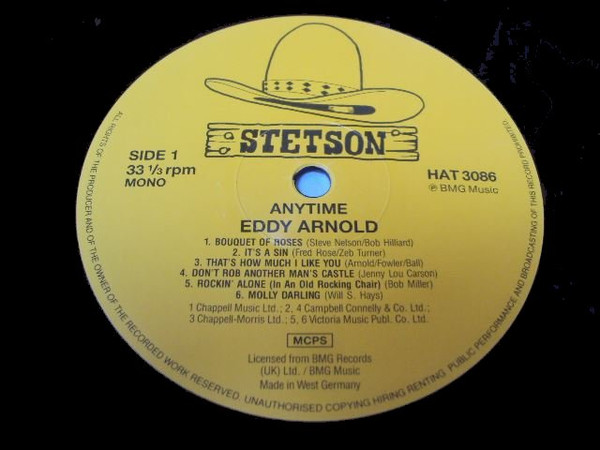 STETSON
SIDE 1
33 1/3 rpm
MONO
HAT 3086
℗ BMG Music
ANYTIME
EDDY ARNOLD
1. BOUQUET OF ROSES (Steve Nelson/Bob Hilliard)
2. IT'S A SIN (Fred Rose/Zeb Turner)
3. THAT'S HOW MUCH I LIKE YOU (Arnold/Fowler/Ball)
4. DON'T ROB ANOTHER MAN'S CASTLE (Jenny Lou Carson)
5. ROCKIN' ALONE (In An Old Rocking Chair) (Bob Miller)
6. MOLLY DARLING (Will S. Hays)
1 Chappell Music Ltd.; 2, 4 Campbell Connelly & Co. Ltd.;
3 Chappell-Morris Ltd.; 5, 6 Victoria Music Publ. Co. Ltd.
MCPS
Licensed from BMG Records
(UK) Ltd. / BMG Music
Made in West Germany
ALL RIGHTS OF THE PRODUCER AND OF THE OWNER OF THE RECORDED WORK RESERVED. UNAUTHORISED COPYING HIRING RENTING PUBLIC PERFORMANCE AND BROADCASTING OF THIS RECORD PROHIBITED.